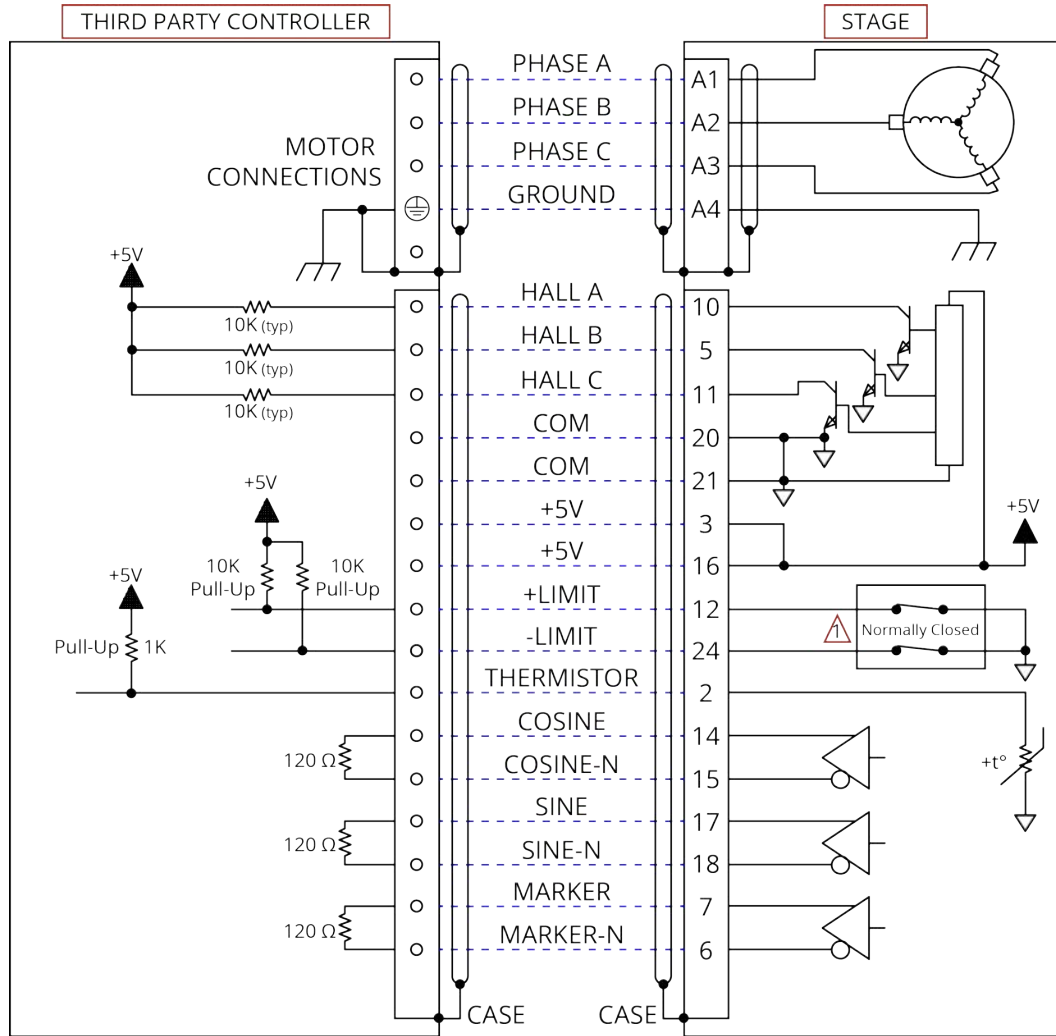 THIRD PARTY CONTROLLER
STAGE
MOTOR
CONNECTIONS
PHASE A
A1
PHASE B
A2
PHASE C
A3
GROUND
A4
+5V
10K (typ)
10K (typ)
10K (typ)
HALL A
10
HALL B
5
HALL C
11
COM
20
COM
21
+5V
3
+5V
16
+5V
+5V
10K
Pull-Up
10K
Pull-Up
+LIMIT
12
-LIMIT
24
1
Normally Closed
+5V
Pull-Up
1K
THERMISTOR
2
+t°
COSINE
14
120 Ω
COSINE-N
15
SINE
17
120 Ω
SINE-N
18
MARKER
7
120 Ω
MARKER-N
6
CASE
CASE